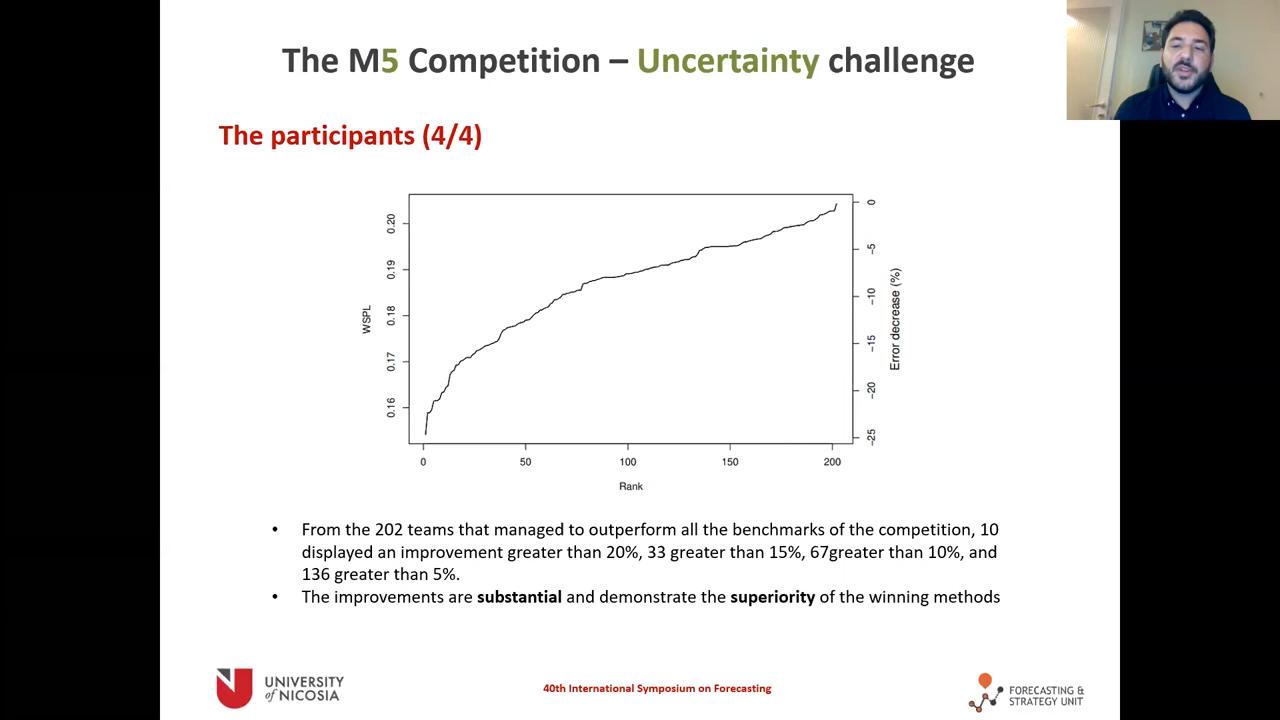 The M5 Competition – Uncertainty challenge
The participants (4/4)
WSPL
0.16
0.17
0.18
0.19
0.20
0
-5
-10
-15
-20
-25
Error decrease (%)
0 50 100 150 200
Rank
• From the 202 teams that managed to outperform all the benchmarks of the competition, 10
displayed an improvement greater than 20%, 33 greater than 15%, 67greater than 10%, and
136 greater than 5%.
• The improvements are substantial and demonstrate the superiority of the winning methods
UNIVERSITY
of NICOSIA
40th International Symposium on Forecasting
FORECASTING &
STRATEGY UNIT